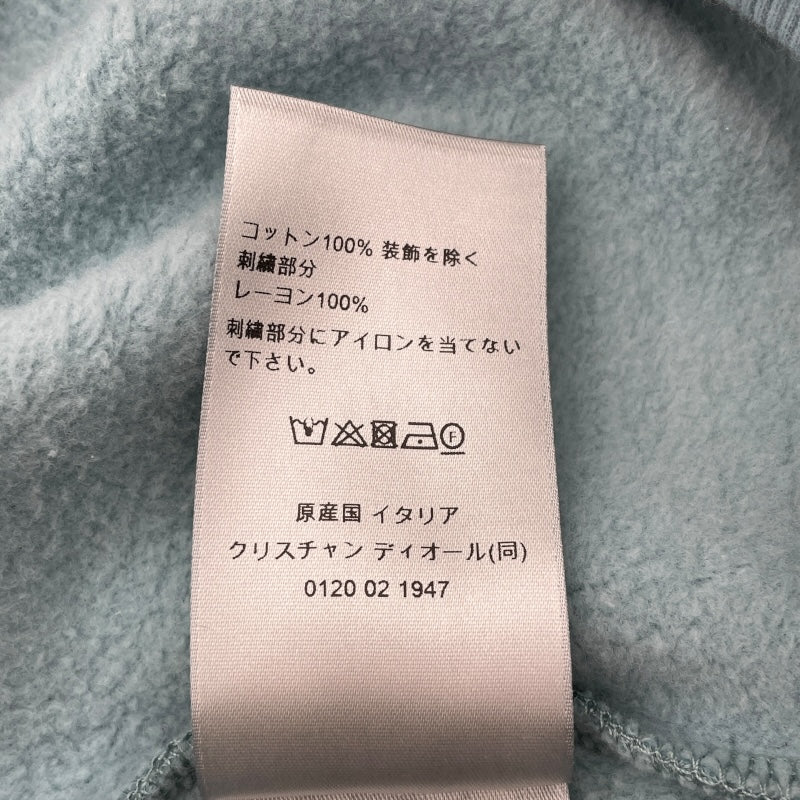 コットン100% 装飾を除く
刺繍部分
レーヨン100%
刺繍部分にアイロンを当てない
で下さい。
F
原産国 イタリア
クリスチャン ディオール(同)
0120 02 1947